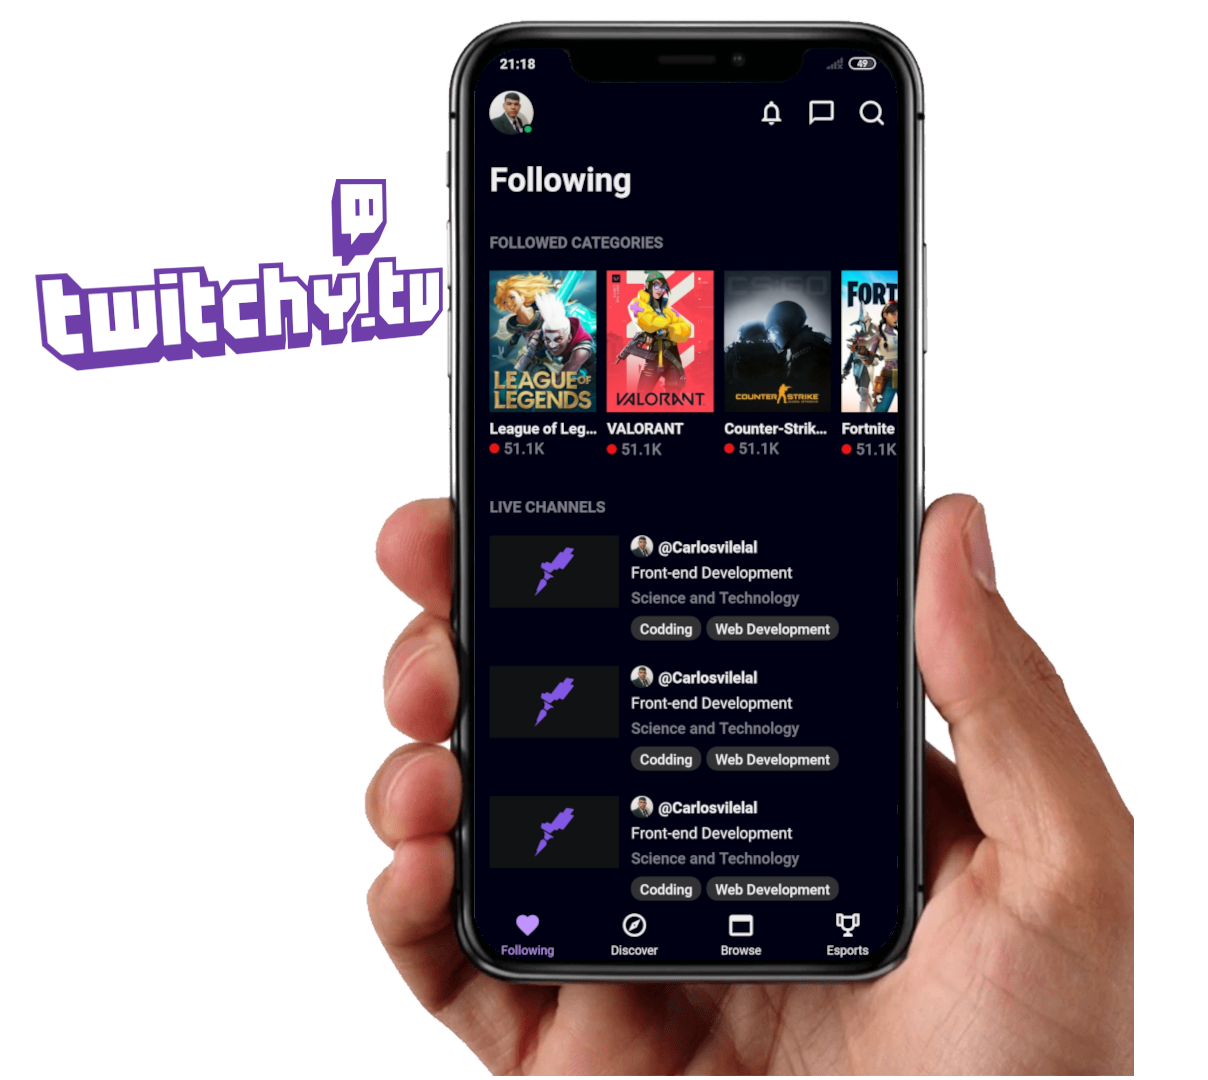 twitchy.tv
21:18
49
Following
FOLLOWED CATEGORIES
CS:GO
FORT
LEAGUE OF
LEGENDS
VALORANT
COUNTER STRIKE
League of Leg...
VALORANT
Counter-Strik...
Fortnite
51.1K
51.1K
51.1K
51.1K
LIVE CHANNELS
@Carlosvilelal
Front-end Development
Science and Technology
Codding
Web Development
@Carlosvilelal
Front-end Development
Science and Technology
Codding
Web Development
@Carlosvilelal
Front-end Development
Science and Technology
Codding
Web Development
Following
Discover
Browse
Esports